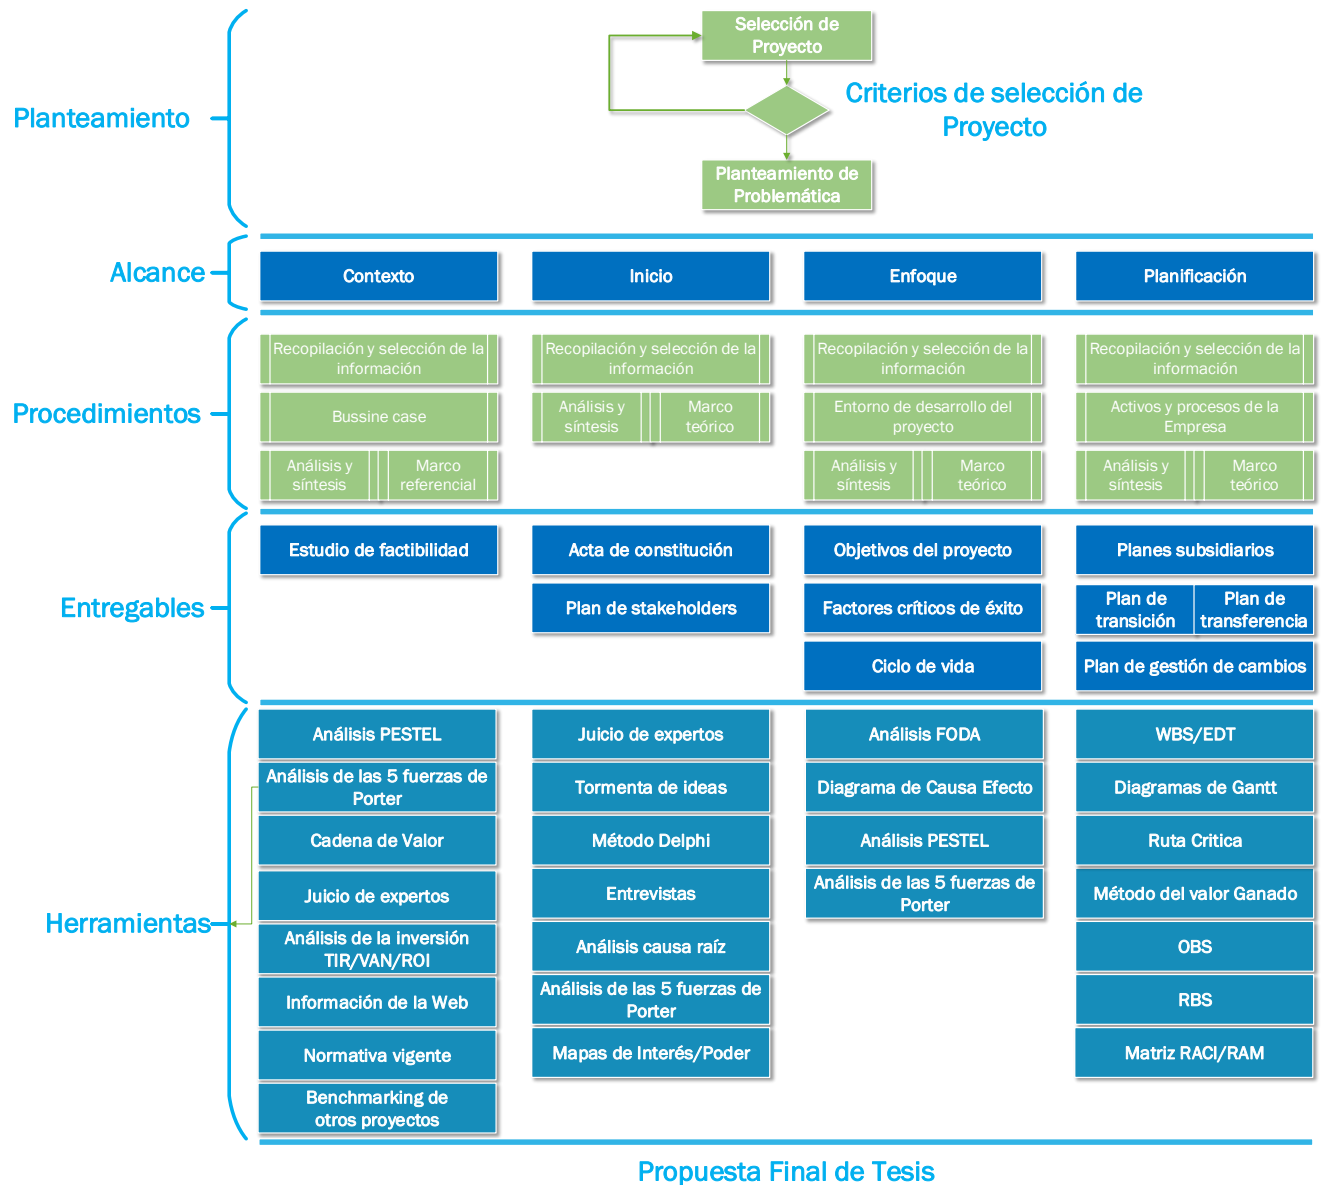 Selección de
Proyecto
Planteamiento
Criterios de selección de
Proyecto
Planteamiento de
Problemática
Alcance
Contexto
Inicio
Enfoque
Planificación
Procedimientos
Recopilación y selección de la
información
Bussine case
Análisis y
síntesis
Marco
referencial
Recopilación y selección de la
información
Análisis y
síntesis
Marco
teórico
Recopilación y selección de la
información
Entorno de desarrollo del
proyecto
Análisis y
síntesis
Marco
teórico
Recopilación y selección de la
información
Activos y procesos de la
Empresa
Análisis y
síntesis
Marco
teórico
Entregables
Estudio de factibilidad
Acta de constitución
Plan de stakeholders
Objetivos del proyecto
Factores críticos de éxito
Ciclo de vida
Planes subsidiarios
Plan de
transición
Plan de
transferencia
Plan de gestión de cambios
Herramientas
Análisis PESTEL
Análisis de las 5 fuerzas de
Porter
Cadena de Valor
Juicio de expertos
Análisis de la inversión
TIR/VAN/ROI
Información de la Web
Normativa vigente
Benchmarking de
otros proyectos
Juicio de expertos
Tormenta de ideas
Método Delphi
Entrevistas
Análisis causa raíz
Análisis de las 5 fuerzas de
Porter
Mapas de Interés/Poder
Análisis FODA
Diagrama de Causa Efecto
Análisis PESTEL
Análisis de las 5 fuerzas de
Porter
WBS/EDT
Diagramas de Gantt
Ruta Critica
Método del valor Ganado
OBS
RBS
Matriz RACI/RAM
Propuesta Final de Tesis